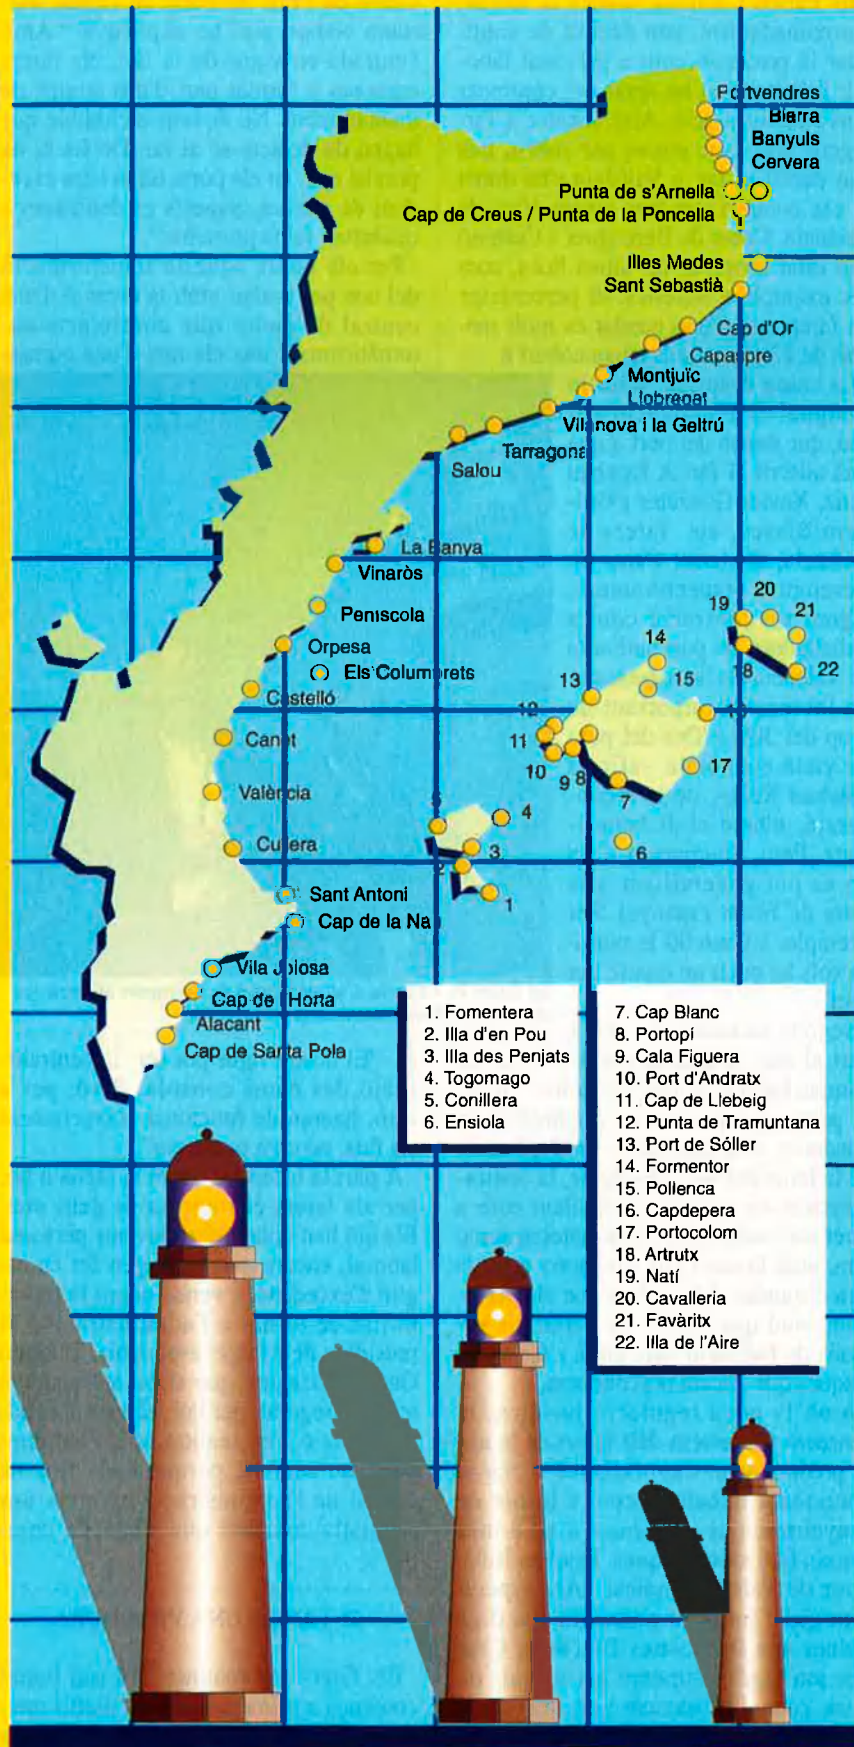 Portvendres
Biarra
Banyuls
Cervera
Punta de s'Arnella
Cap de Creus / Punta de la Poncella
Illes Medes
Sant Sebastià
Cap d'Or
Capaspre
Montjuïc
Llobregat
Vilanova i la Geltrú
Tarragona
Salou
La Banya
Vinaròs
Peníscola
Orpesa
Els Columbrets
Castelló
Canet
València
Cullera
Sant Antoni
Cap de la Na
Vila Joiosa
Cap de l'Horta
Alacant
Cap de Santa Pola
19
20
21
14
18
22
13
15
12
16
11
10
9
8
17
7
5
4
6
3
2
1
1. Fomentera
2. Illa d'en Pou
3. Illa des Penjats
4. Togomago
5. Conillera
6. Ensiola
7. Cap Blanc
8. Portopí
9. Cala Figuera
10. Port d'Andratx
11. Cap de Llebeig
12. Punta de Tramuntana
13. Port de Sóller
14. Formentor
15. Pollenca
16. Capdepera
17. Portocolom
18. Artrutx
19. Natí
20. Cavalleria
21. Favàritx
22. Illa de l'Aire